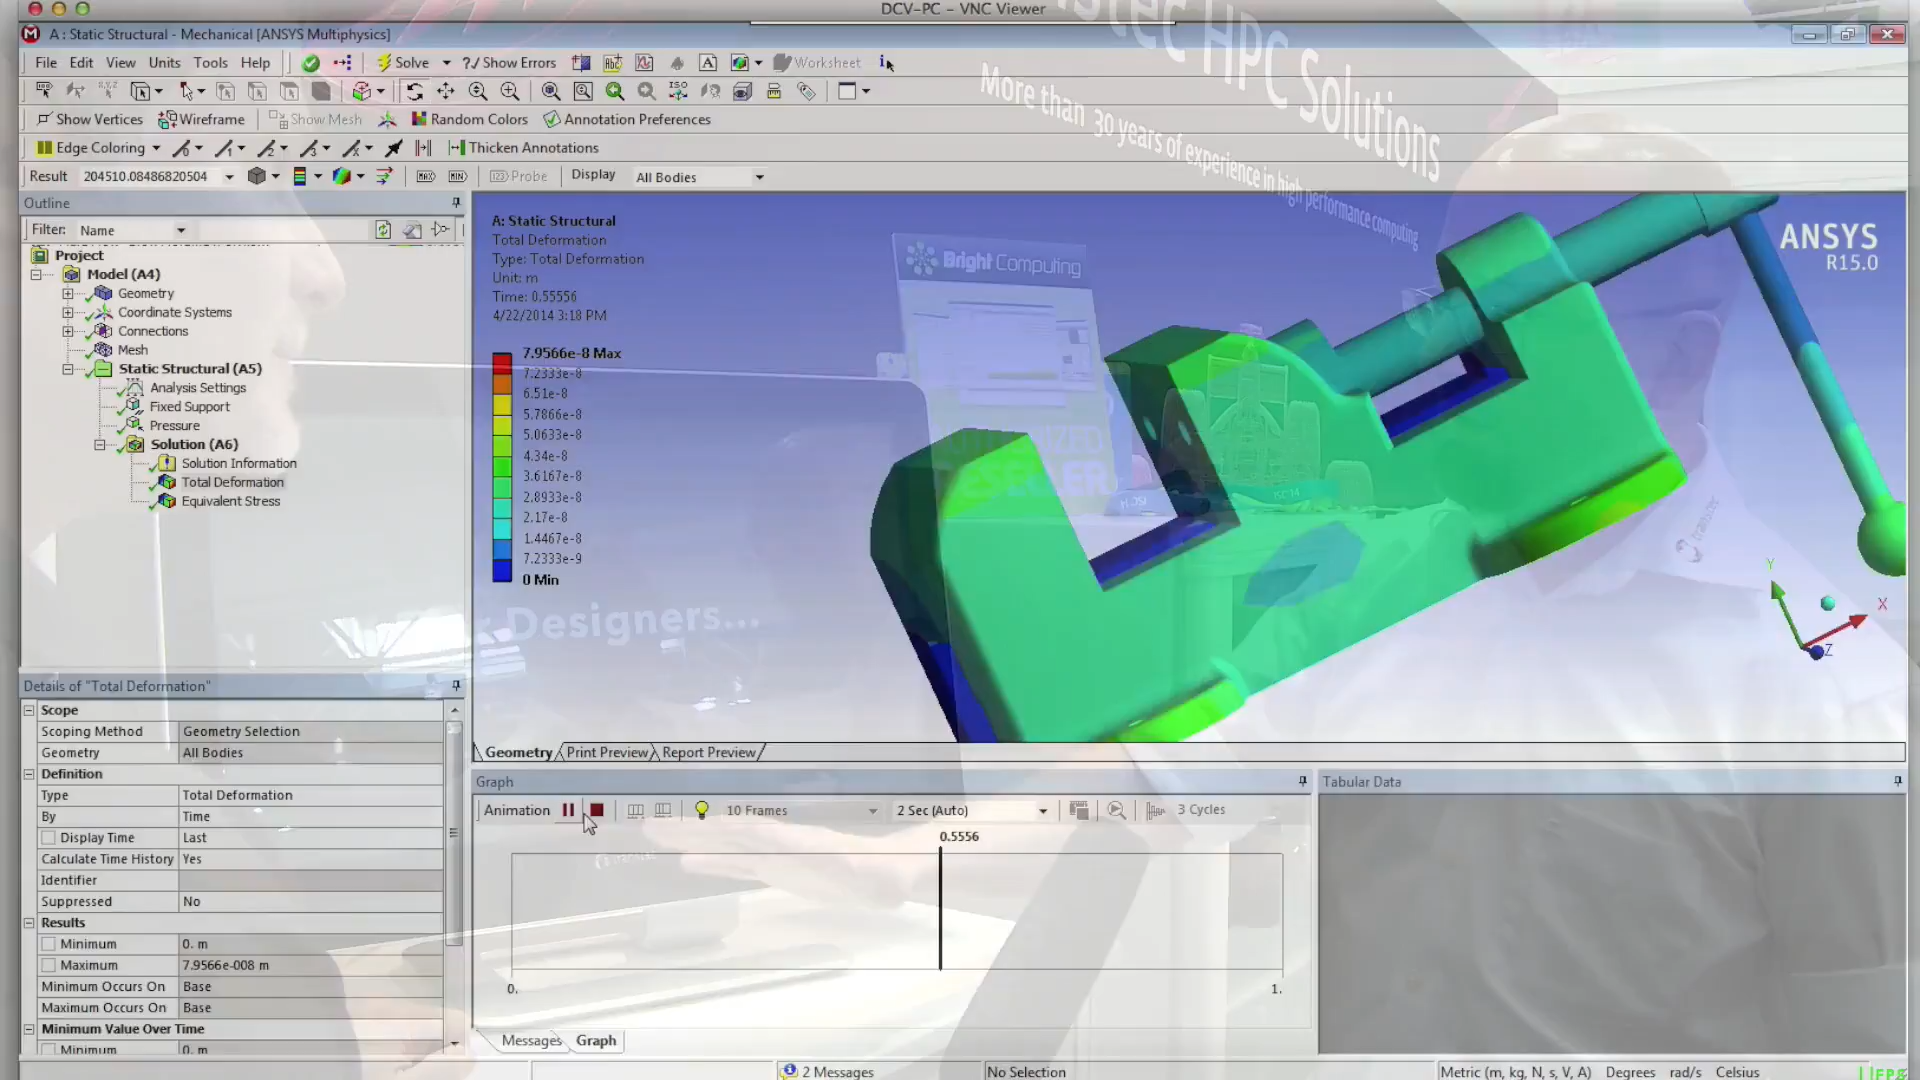 DCV-PC – VNC Viewer
A : Static Structural - Mechanical [ANSYS Multiphysics]
File Edit View Units Tools Help Solve ?/ Show Errors Worksheet
Show Vertices Wireframe Show Mesh Random Colors Annotation Preferences
Edge Coloring Thicken Annotations
Result 204510.08486820504 MAX MIN Probe Display All Bodies
stec HPC Solutions
More than 30 years of experience in high performance computing
Outline
Filter: Name
Project
Model (A4)
Geometry
Coordinate Systems
Connections
Mesh
Static Structural (A5)
Analysis Settings
Fixed Support
Pressure
Solution (A6)
Solution Information
Total Deformation
Equivalent Stress
A: Static Structural
Total Deformation
Type: Total Deformation
Unit: m
Time: 0.55556
4/22/2014 3:18 PM
7.9566e-8 Max
7.2333e-8
6.51e-8
5.7866e-8
5.0633e-8
4.34e-8
3.6167e-8
2.8933e-8
2.17e-8
1.4467e-8
7.2333e-9
0 Min
ANSYS
R15.0
Bright Computing
RESELLER
Designers...
Y
X
Z
Geometry Print Preview Report Preview
Details of "Total Deformation"
Scope
Scoping Method Geometry Selection
Geometry All Bodies
Definition
Type Total Deformation
By Time
Display Time Last
Calculate Time History Yes
Identifier
Suppressed No
Results
Minimum 0. m
Maximum 7.9566e-008 m
Minimum Occurs On Base
Maximum Occurs On Base
Minimum Value Over Time
Minimum 0. m
Graph
Animation 10 Frames 2 Sec (Auto) 3 Cycles
0.5556
0. 1.
Messages Graph
Tabular Data
2 Messages No Selection Metric (m, kg, N, s, V, A) Degrees rad/s Celsius
FPS